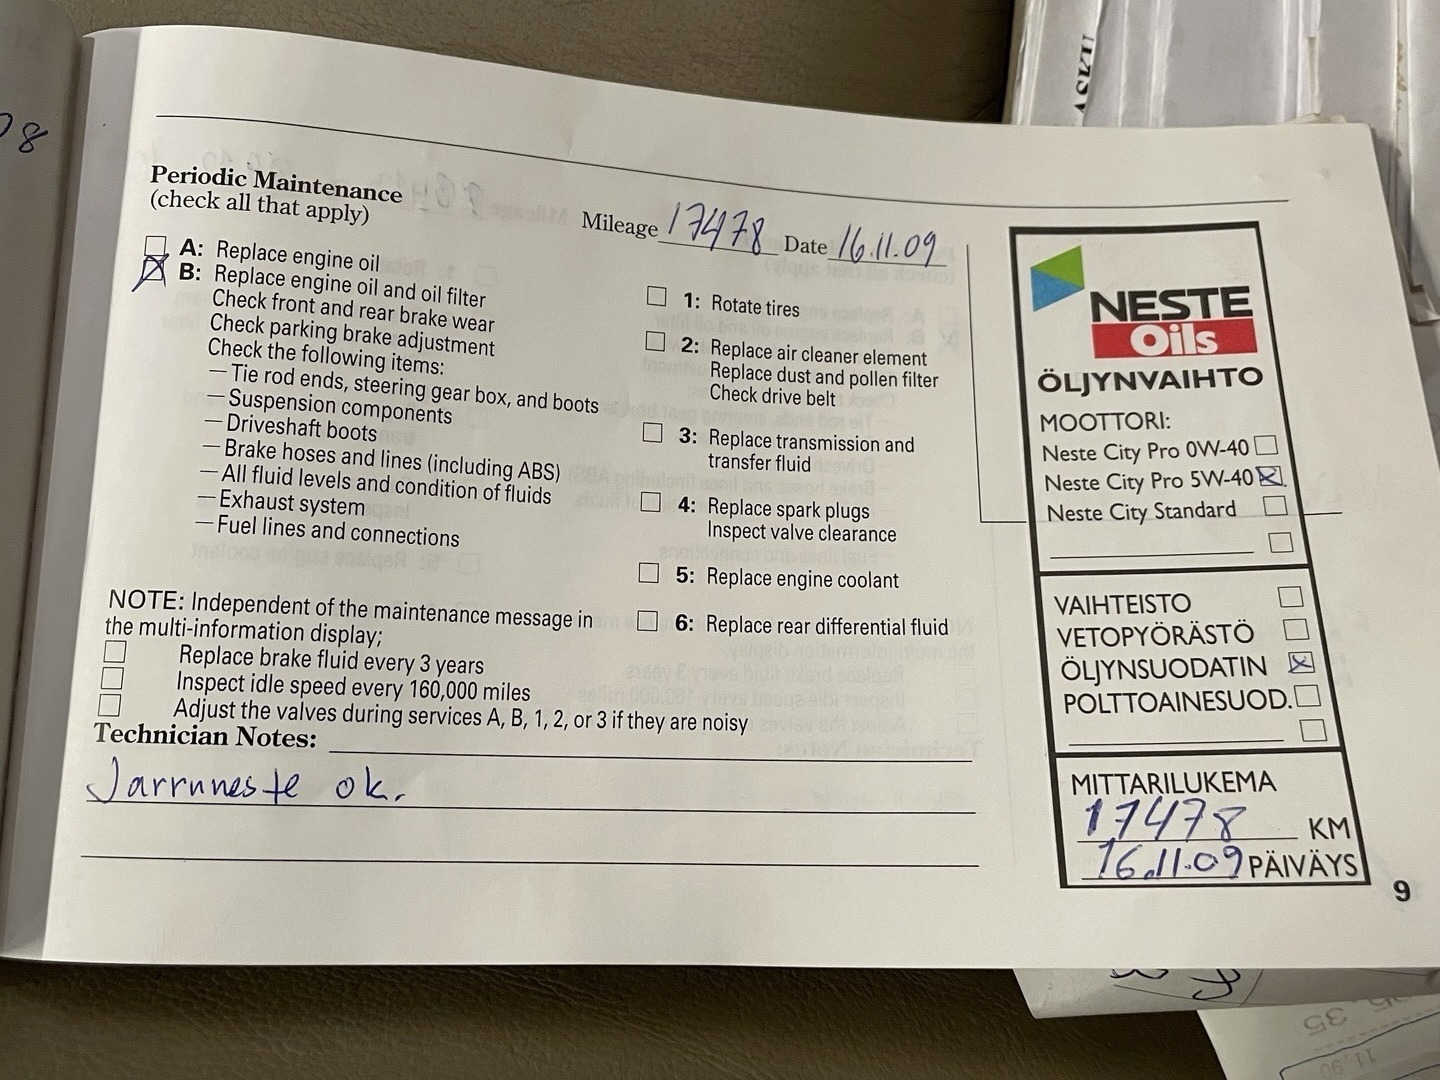 08
ASKU
Periodic Maintenance
(check all that apply)
Mileage 17478 Date 16.11.09
A: Replace engine oil
B: Replace engine oil and oil filter
Check front and rear brake wear
Check parking brake adjustment
Check the following items:
—Tie rod ends, steering gear box, and boots
—Suspension components
—Driveshaft boots
—Brake hoses and lines (including ABS)
—All fluid levels and condition of fluids
—Exhaust system
—Fuel lines and connections
1: Rotate tires
2: Replace air cleaner element
Replace dust and pollen filter
Check drive belt
3: Replace transmission and
transfer fluid
4: Replace spark plugs
Inspect valve clearance
5: Replace engine coolant
6: Replace rear differential fluid
NOTE: Independent of the maintenance message in
the multi-information display;
Replace brake fluid every 3 years
Inspect idle speed every 160,000 miles
Adjust the valves during services A, B, 1, 2, or 3 if they are noisy
Technician Notes:
Jarruneste ok.
NESTE
Oils
ÖLJYNVAIHTO
MOOTTORI:
Neste City Pro 0W-40
Neste City Pro 5W-40
Neste City Standard
VAIHTEISTO
VETOPYÖRÄSTÖ
ÖLJYNSUODATIN
POLTTOAINESUOD.
MITTARILUKEMA
17478 KM
16.11.09 PÄIVÄYS
9